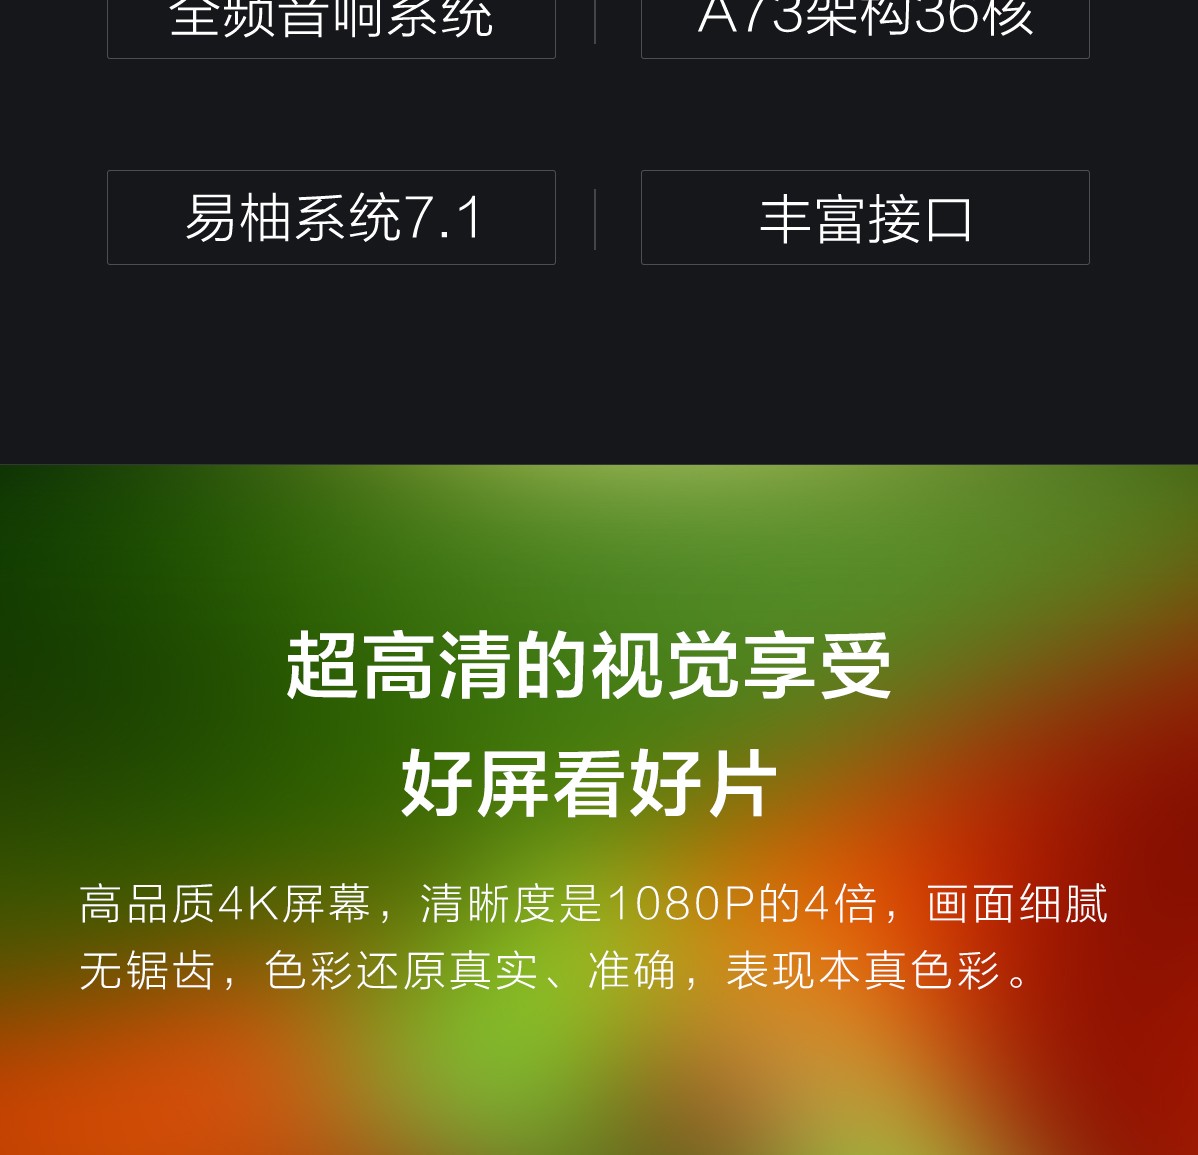 全频音响系统
A73架构36核
易柚系统7.1
丰富接口
超高清的视觉享受
好屏看好片
高品质4K屏幕，清晰度是1080P的4倍，画面细腻
无锯齿，色彩还原真实、准确，表现本真色彩。